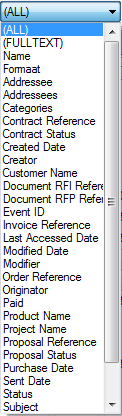 (ALL)
(ALL)
(FULLTEXT)
Name
Formaat
Addressee
Addressees
Categories
Contract Reference
Contract Status
Created Date
Creator
Customer Name
Document RFI Refere
Document RFP Refer
Event ID
Invoice Reference
Last Accessed Date
Modified Date
Modifier
Order Reference
Originator
Paid
Product Name
Project Name
Proposal Reference
Proposal Status
Purchase Date
Sent Date
Status
Subject